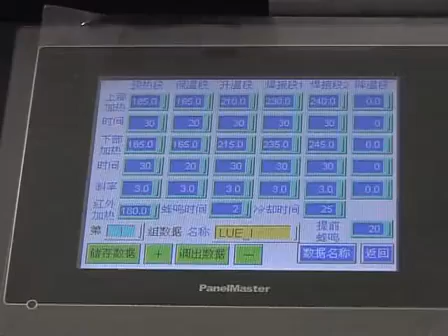 预热段 保温段 升温段 焊接段1 焊接段2 降温段
上部加热 165.0 185.0 210.0 230.0 240.0 0.0
时间 30 20 30 30 30 0
下部加热 165.0 185.0 215.0 235.0 245.0 0.0
时间 30 20 30 30 30 0
斜率 3.0 3.0 3.0 3.0 3.0 0.0
红外加热 180.0 蜂鸣时间 2 冷却时间 25
第 1 组数据 名称 LUE_I 提前蜂鸣 20
储存数据 + 调出数据 — 数据名称 返回
PanelMaster